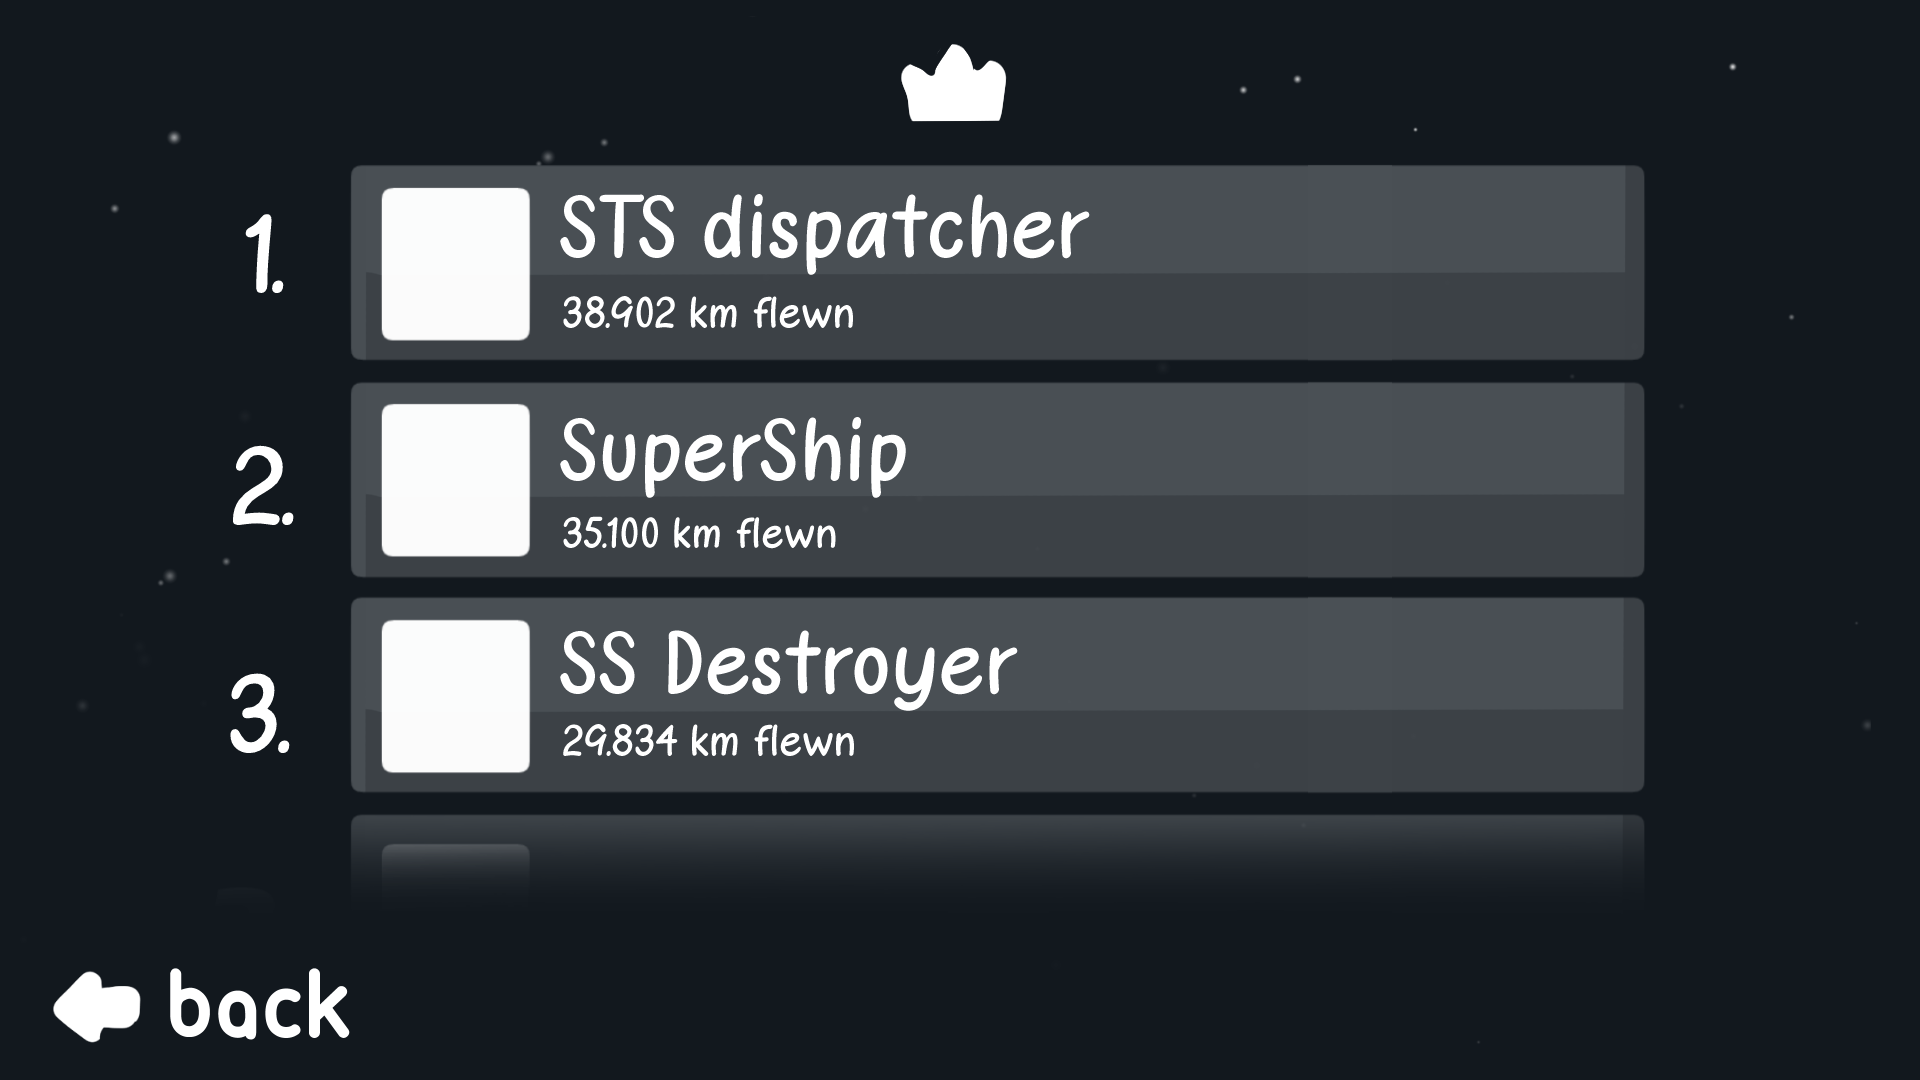 1.
STS dispatcher
38.902 km flewn
2.
SuperShip
35.100 km flewn
3.
SS Destroyer
29.834 km flewn
back